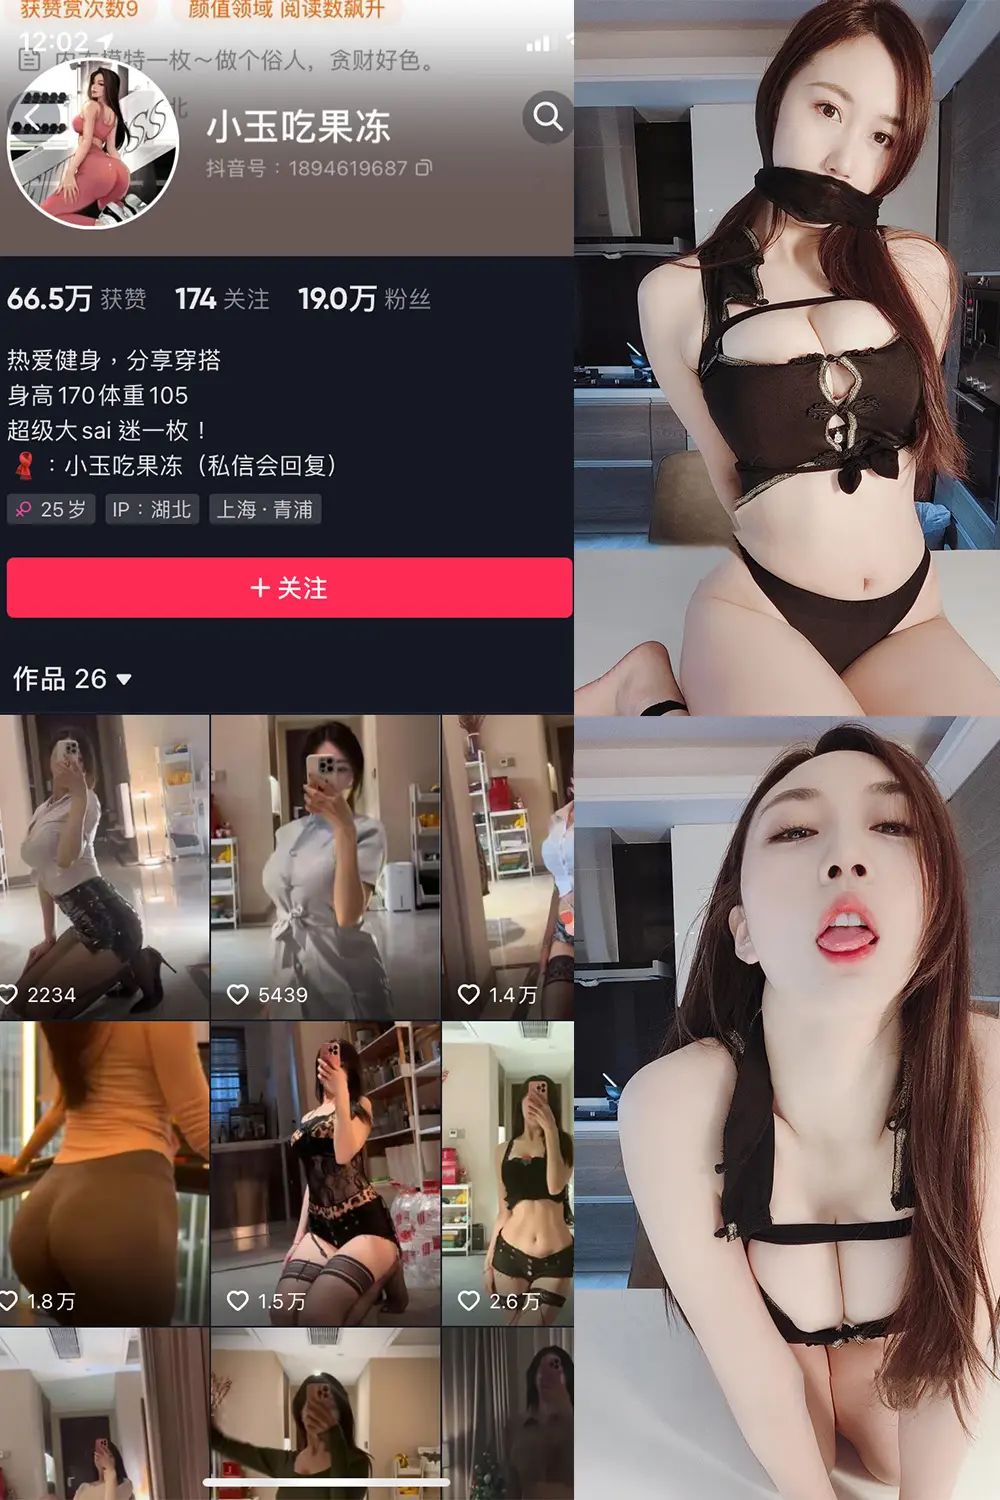 获赞赏次数9 颜值领域 阅读数飙升
12:02
内衣模特一枚～做个俗人，贪财好色。
北
小玉吃果冻
抖音号：1894619687
66.5万 获赞 174 关注 19.0万 粉丝
热爱健身，分享穿搭
身高170体重105
超级大sai迷一枚！
：小玉吃果冻（私信会回复）
25岁 IP：湖北 上海·青浦
+ 关注
作品 26
2234 5439 1.4万
1.8万 1.5万 2.6万